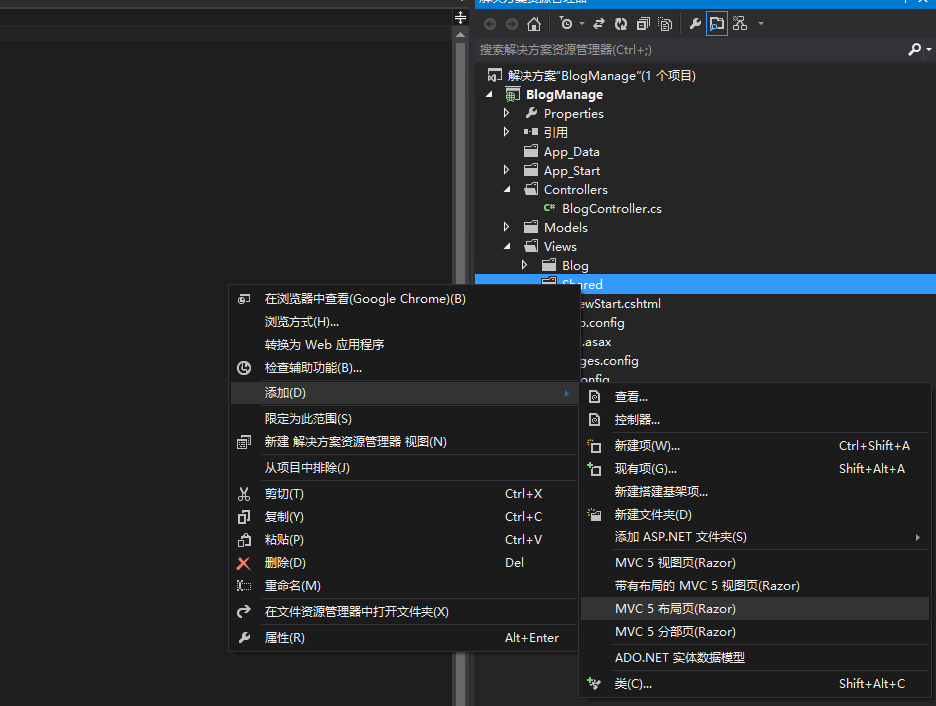 解决方案资源管理器
搜索解决方案资源管理器(Ctrl+;)
解决方案"BlogManage"(1 个项目)
BlogManage
Properties
引用
App_Data
App_Start
Controllers
C# BlogController.cs
Models
Views
Blog
Shared
ewStart.cshtml
.config
.asax
ges.config
onfig
在浏览器中查看(Google Chrome)(B)
浏览方式(H)...
转换为 Web 应用程序
检查辅助功能(B)...
添加(D)
限定为此范围(S)
新建 解决方案资源管理器 视图(N)
从项目中排除(J)
剪切(T) Ctrl+X
复制(Y) Ctrl+C
粘贴(P) Ctrl+V
删除(D) Del
重命名(M)
在文件资源管理器中打开文件夹(X)
属性(R) Alt+Enter
查看...
控制器...
新建项(W)... Ctrl+Shift+A
现有项(G)... Shift+Alt+A
新建搭建基架项...
新建文件夹(D)
添加 ASP.NET 文件夹(S)
MVC 5 视图页(Razor)
带有布局的 MVC 5 视图页(Razor)
MVC 5 布局页(Razor)
MVC 5 分部页(Razor)
ADO.NET 实体数据模型
类(C)... Shift+Alt+C